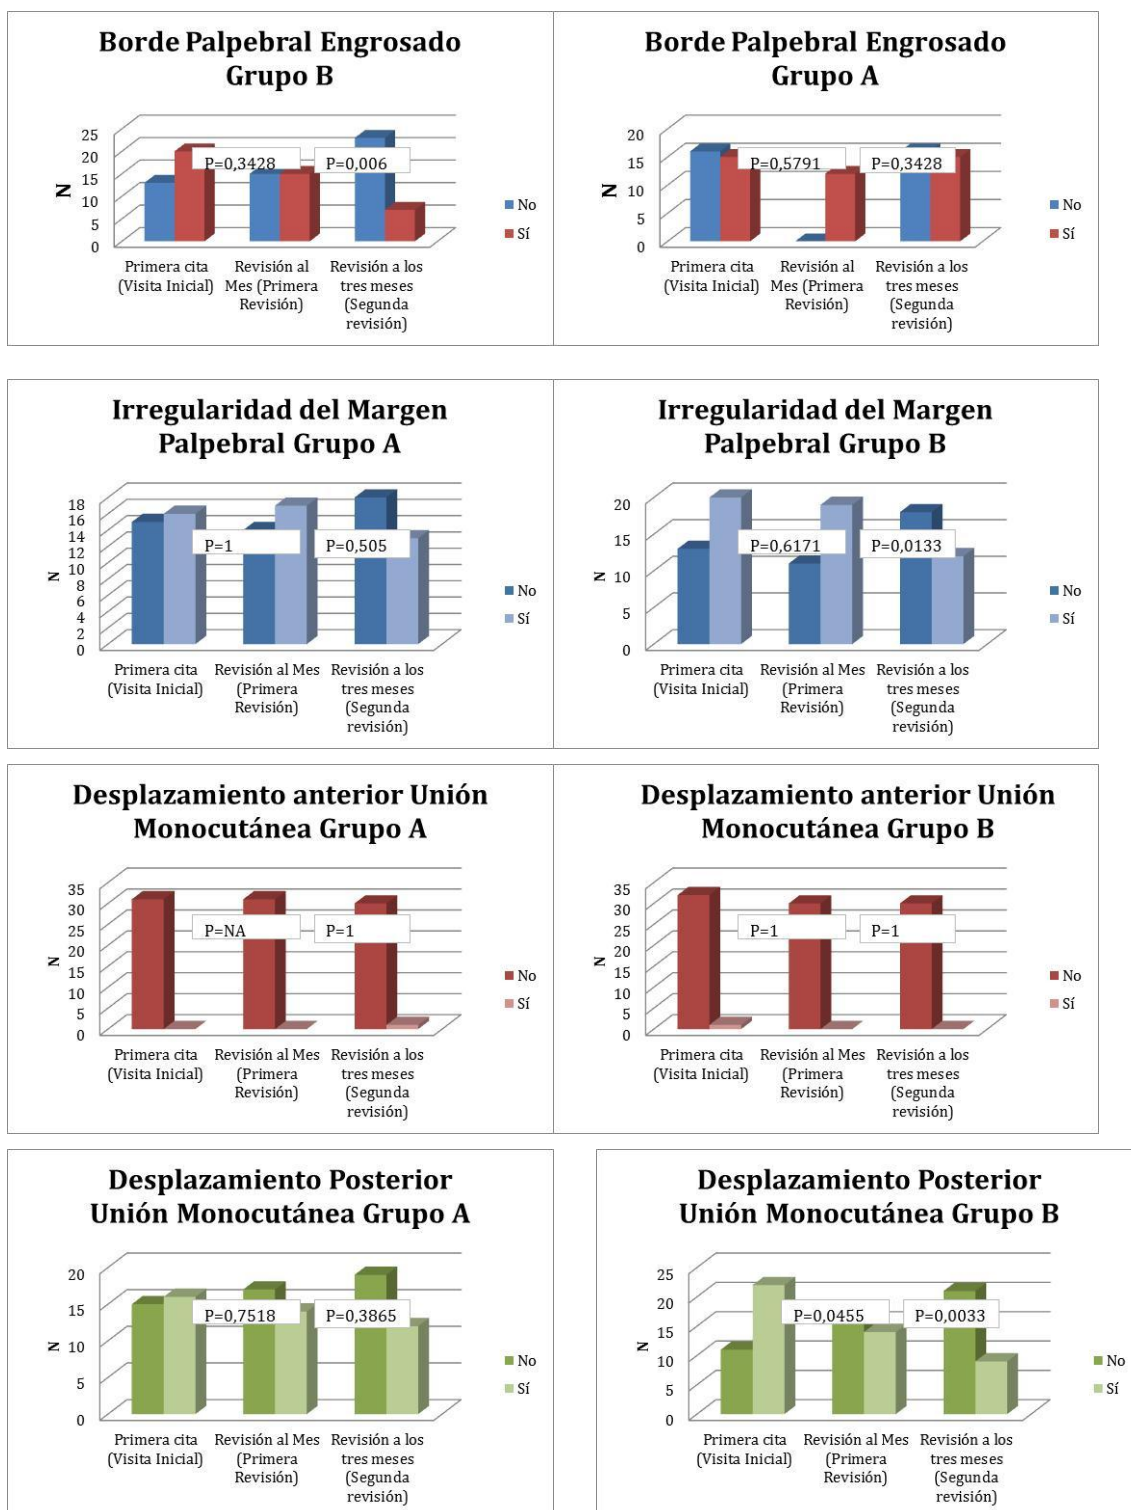 Borde Palpebral Engrosado
Grupo B
25
20
15
10
5
0
N
P=0,3428
P=0,006
No
Sí
Primera cita
(Visita Inicial)
Revisión al
Mes (Primera
Revisión)
Revisión a los
tres meses
(Segunda
revisión)
Borde Palpebral Engrosado
Grupo A
20
15
10
5
0
N
P=0,5791
P=0,3428
No
Sí
Primera cita
(Visita Inicial)
Revisión al
Mes (Primera
Revisión)
Revisión a los
tres meses
(Segunda
revisión)
Irregularidad del Margen
Palpebral Grupo A
18
16
14
12
10
8
6
4
2
0
N
P=1
P=0,505
No
Sí
Primera cita
(Visita Inicial)
Revisión al Mes
(Primera
Revisión)
Revisión a los
tres meses
(Segunda
revisión)
Irregularidad del Margen
Palpebral Grupo B
20
15
10
5
0
N
P=0,6171
P=0,0133
No
Sí
Primera cita
(Visita Inicial)
Revisión al Mes
(Primera
Revisión)
Revisión a los
tres meses
(Segunda
revisión)
Desplazamiento anterior Unión
Monocutánea Grupo A
35
30
25
20
15
10
5
0
N
P=NA
P=1
No
Sí
Primera cita
(Visita Inicial)
Revisión al Mes
(Primera
Revisión)
Revisión a los
tres meses
(Segunda
revisión)
Desplazamiento anterior Unión
Monocutánea Grupo B
35
30
25
20
15
10
5
0
N
P=1
P=1
No
Sí
Primera cita
(Visita Inicial)
Revisión al Mes
(Primera
Revisión)
Revisión a los
tres meses
(Segunda
revisión)
Desplazamiento Posterior
Unión Monocutánea Grupo A
20
15
10
5
0
N
P=0,7518
P=0,3865
No
Sí
Primera cita
(Visita Inicial)
Revisión al Mes
(Primera
Revisión)
Revisión a los
tres meses
(Segunda
revisión)
Desplazamiento Posterior
Unión Monocutánea Grupo B
25
20
15
10
5
0
N
P=0,0455
P=0,0033
No
Sí
Primera cita
(Visita Inicial)
Revisión al Mes
(Primera
Revisión)
Revisión a los
tres meses
(Segunda
revisión)